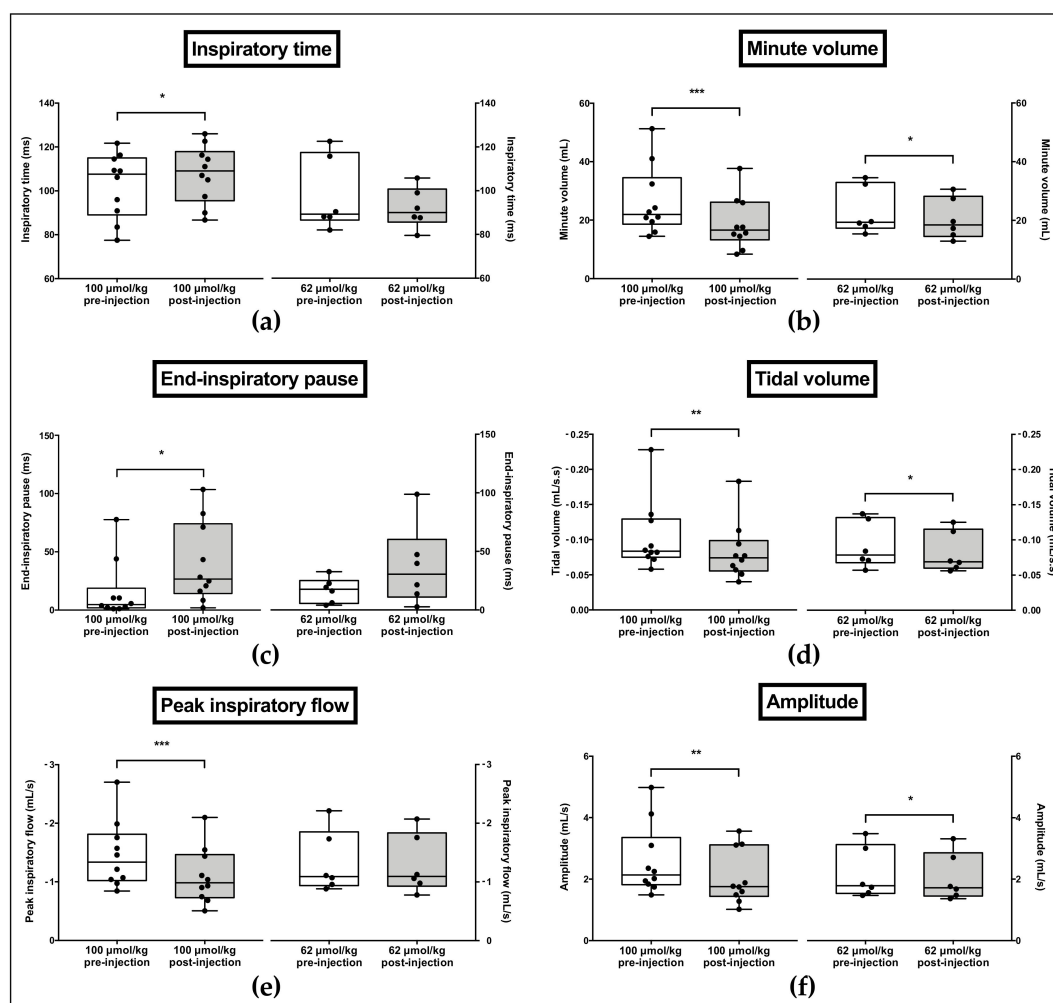 Inspiratory time
Minute volume
*
140
120
100
80
60
Inspiratory time (ms)
140
120
100
80
60
Inspiratory time (ms)
100 µmol/kg
pre-injection
100 µmol/kg
post-injection
62 µmol/kg
pre-injection
62 µmol/kg
post-injection
(a)
***
*
60
40
20
0
Minute volume (mL)
60
40
20
0
Minute volume (mL)
100 µmol/kg
pre-injection
100 µmol/kg
post-injection
62 µmol/kg
pre-injection
62 µmol/kg
post-injection
(b)
End-inspiratory pause
Tidal volume
*
150
100
50
0
End-inspiratory pause (ms)
150
100
50
0
End-inspiratory pause (ms)
100 µmol/kg
pre-injection
100 µmol/kg
post-injection
62 µmol/kg
pre-injection
62 µmol/kg
post-injection
(c)
**
*
-0.25
-0.20
-0.15
-0.10
-0.05
0.00
Tidal volume (mL/s.s)
-0.25
-0.20
-0.15
-0.10
-0.05
0.00
Tidal volume (mL/s.s)
100 µmol/kg
pre-injection
100 µmol/kg
post-injection
62 µmol/kg
pre-injection
62 µmol/kg
post-injection
(d)
Peak inspiratory flow
Amplitude
***
-3
-2
-1
0
Peak inspiratory flow (mL/s)
-3
-2
-1
0
Peak inspiratory flow (mL/s)
100 µmol/kg
pre-injection
100 µmol/kg
post-injection
62 µmol/kg
pre-injection
62 µmol/kg
post-injection
(e)
**
*
6
4
2
0
Amplitude (mL/s)
6
4
2
0
Amplitude (mL/s)
100 µmol/kg
pre-injection
100 µmol/kg
post-injection
62 µmol/kg
pre-injection
62 µmol/kg
post-injection
(f)